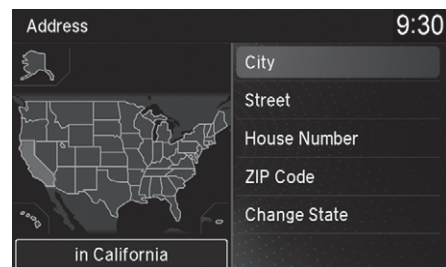 Address
9:30
City
Street
House Number
ZIP Code
Change State
in California